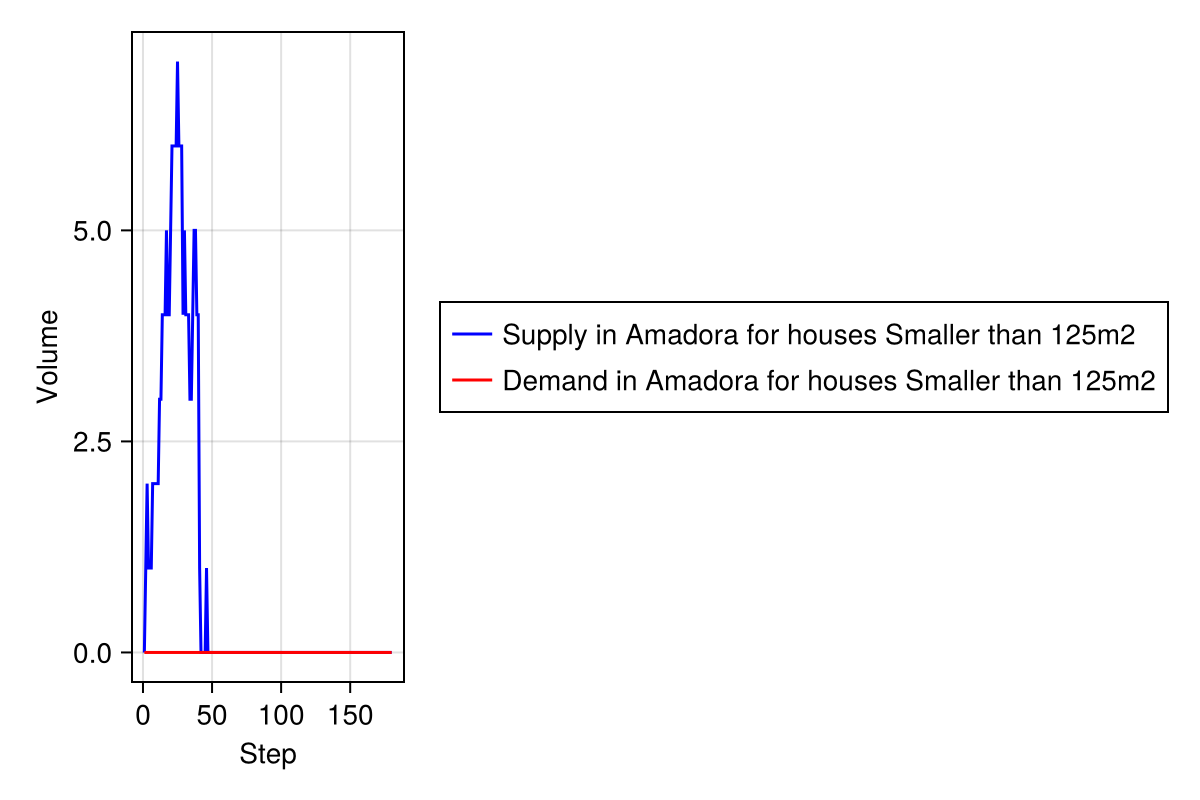 5.0
2.5
0.0
Volume
0 50 100 150
Step
Supply in Amadora for houses Smaller than 125m2
Demand in Amadora for houses Smaller than 125m2